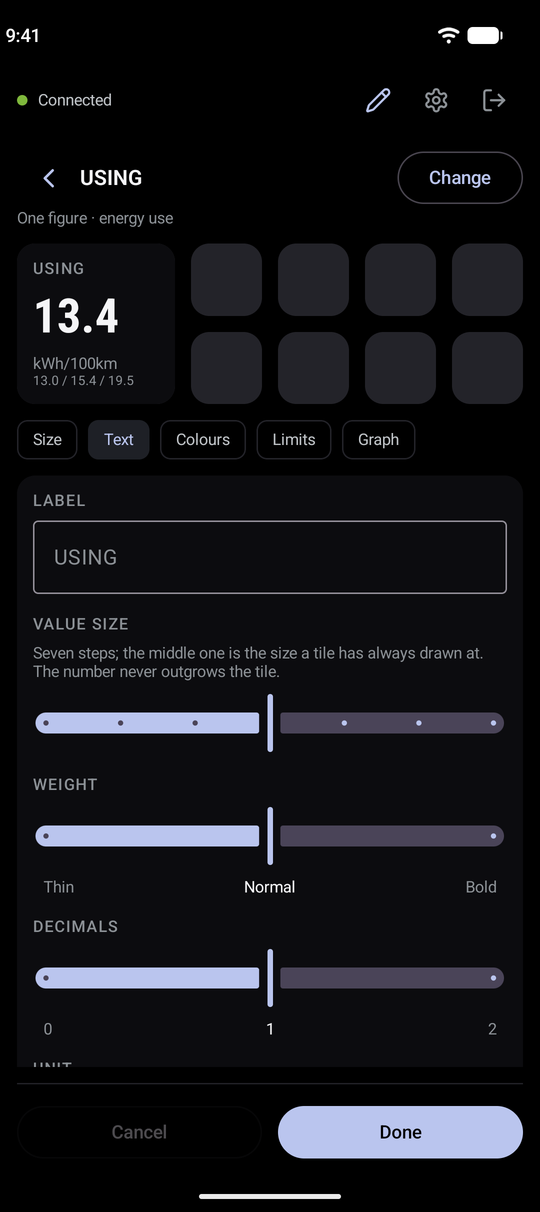 9:41
Connected
USING
Change
One figure · energy use
USING
13.4
kWh/100km
13.0 / 15.4 / 19.5
Size
Text
Colours
Limits
Graph
LABEL
USING
VALUE SIZE
Seven steps; the middle one is the size a tile has always drawn at.
The number never outgrows the tile.
WEIGHT
Thin
Normal
Bold
DECIMALS
0
1
2
UNIT
Cancel
Done